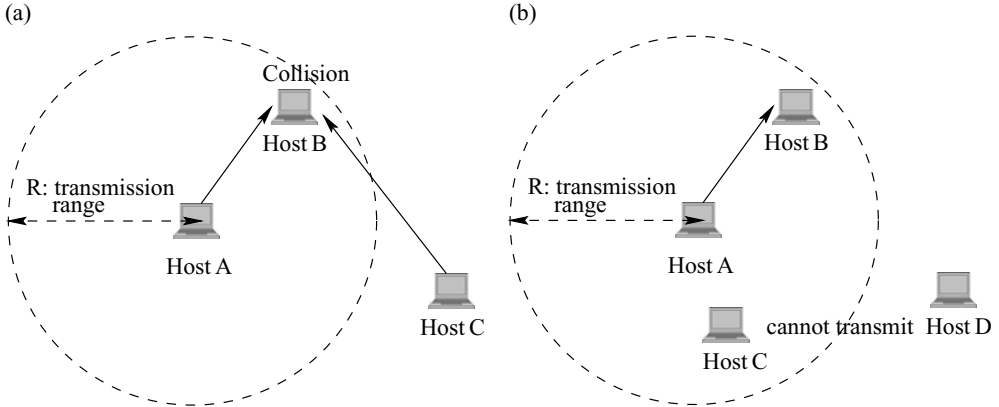 (a)
Collision
Host B
R: transmission
range
Host A
Host C
(b)
Host B
R: transmission
range
Host A
cannot transmit
Host D
Host C